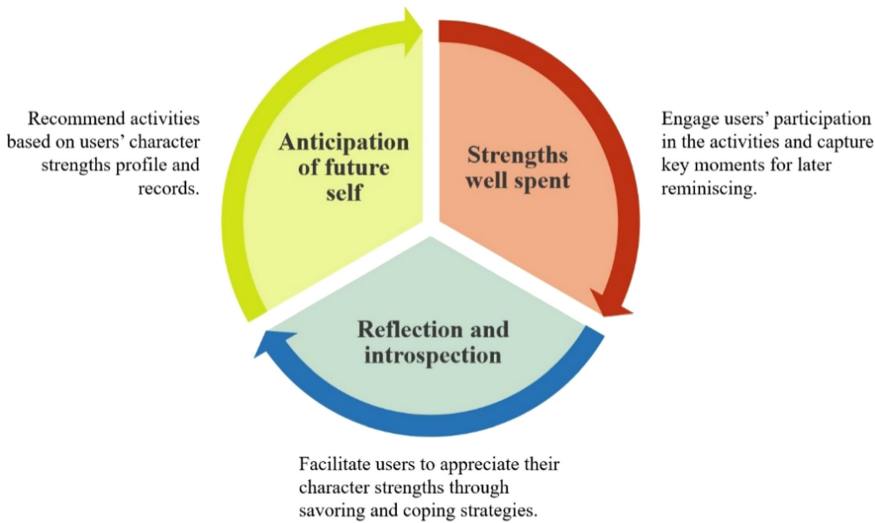 Recommend activities
based on users’ character
strengths profile and
records.
Anticipation
of future
self
Strengths
well spent
Engage users’ participation
in the activities and capture
key moments for later
reminiscing.
Reflection and
introspection
Facilitate users to appreciate their
character strengths through
savoring and coping strategies.